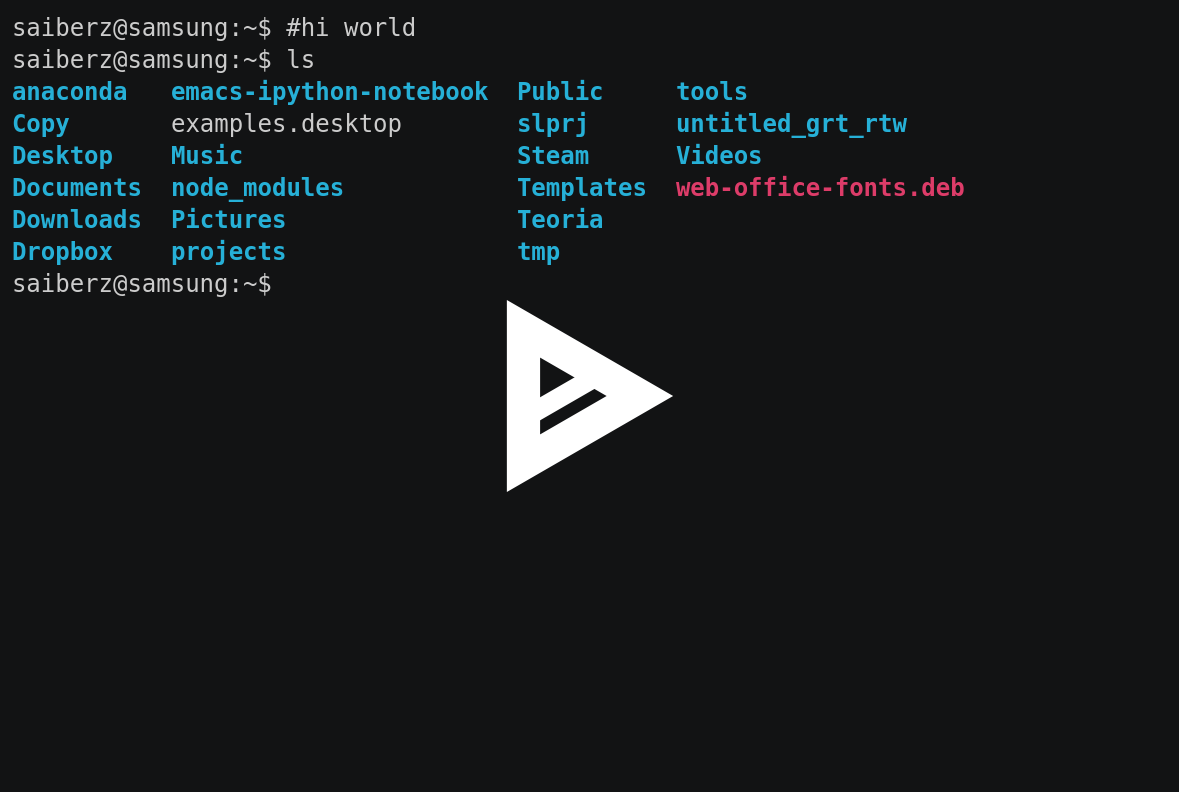 saiberz@samsung:~$ #hi world
saiberz@samsung:~$ ls
anaconda   emacs-ipython-notebook  Public     tools
Copy       examples.desktop        slprj      untitled_grt_rtw
Desktop    Music                   Steam      Videos
Documents  node_modules            Templates  web-office-fonts.deb
Downloads  Pictures                Teoria
Dropbox    projects                tmp
saiberz@samsung:~$